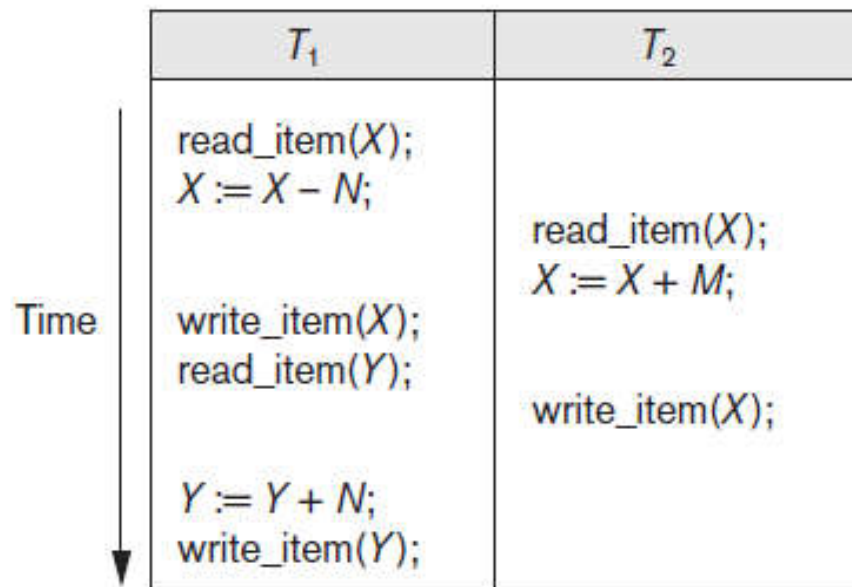 T₁ T₂
read_item(X);
X := X – N;
read_item(X);
X := X + M;
Time
write_item(X);
read_item(Y);
write_item(X);
Y := Y + N;
write_item(Y);